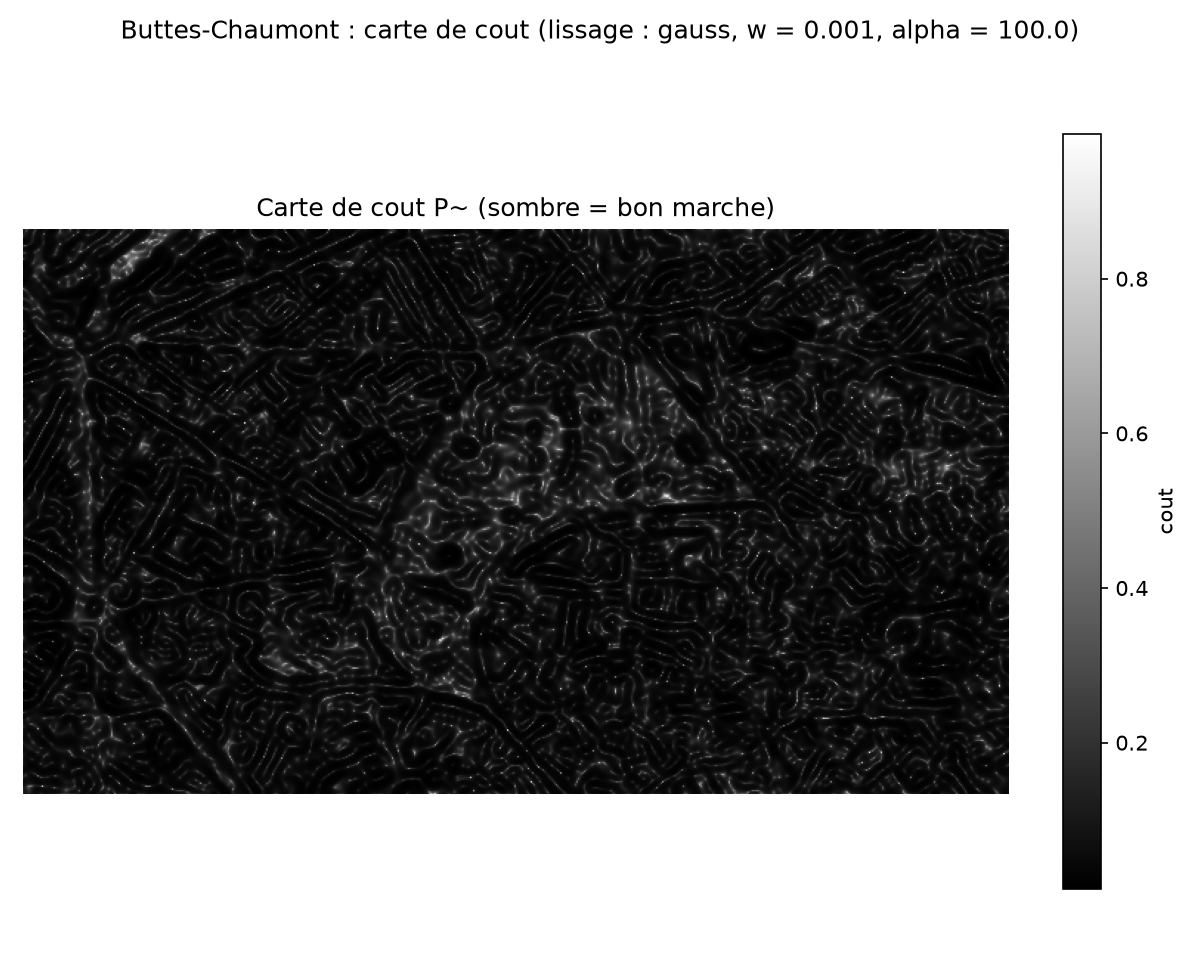 Buttes-Chaumont : carte de cout (lissage : gauss, w = 0.001, alpha = 100.0)
Carte de cout P~ (sombre = bon marche)
0.8
0.6
cout
0.4
0.2